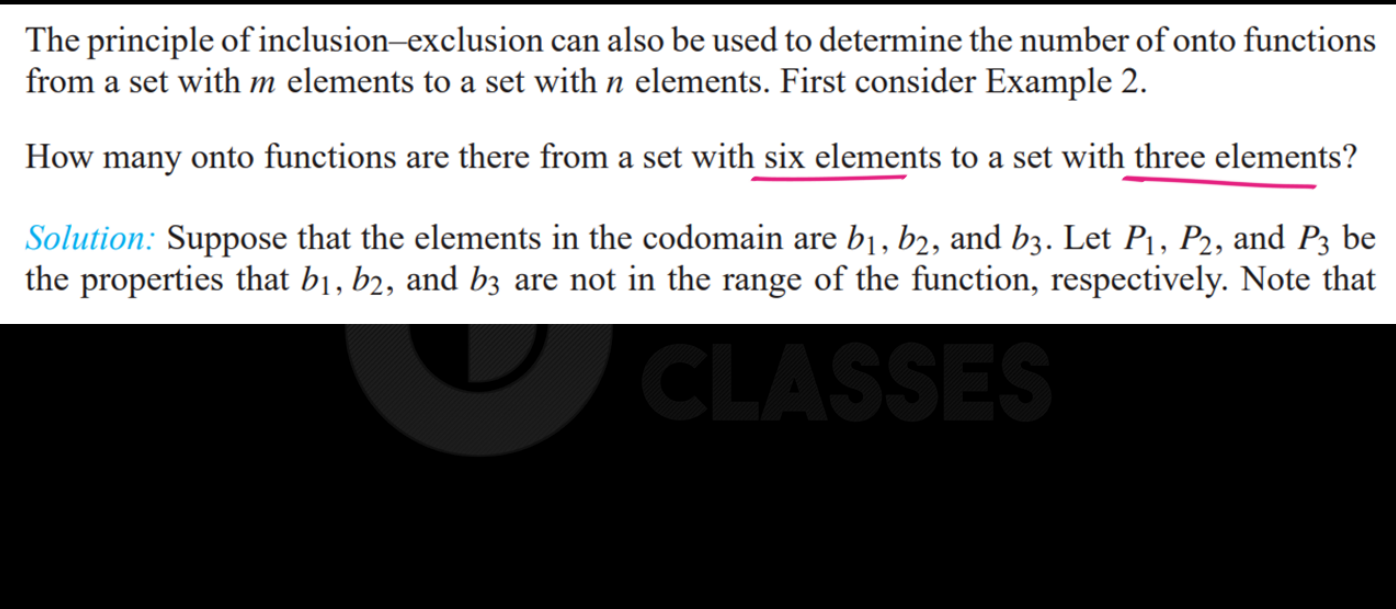 The principle of inclusion–exclusion can also be used to determine the number of onto functions
from a set with m elements to a set with n elements. First consider Example 2.
How many onto functions are there from a set with six elements to a set with three elements?
Solution: Suppose that the elements in the codomain are b₁, b₂, and b₃. Let P₁, P₂, and P₃ be
the properties that b₁, b₂, and b₃ are not in the range of the function, respectively. Note that
CLASSES